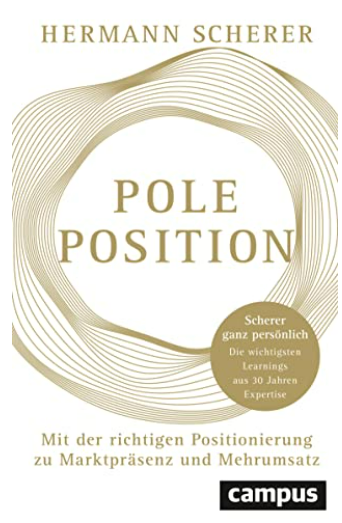 HERMANN SCHERER
POLE
POSITION
Scherer
ganz persönlich
Die wichtigsten
Learnings
aus 30 Jahren
Expertise
Mit der richtigen Positionierung
zu Marktpräsenz und Mehrumsatz
campus